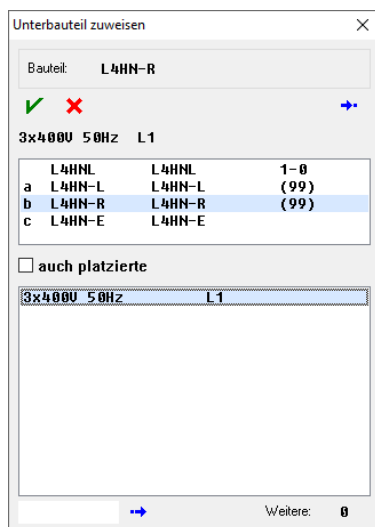 Unterbauteil zuweisen
Bauteil: L4HN-R
3x400V 50Hz L1
L4HNL L4HNL 1-0
a L4HN-L L4HN-L (99)
b L4HN-R L4HN-R (99)
c L4HN-E L4HN-E
auch platzierte
3x400V 50Hz L1
Weitere: 0